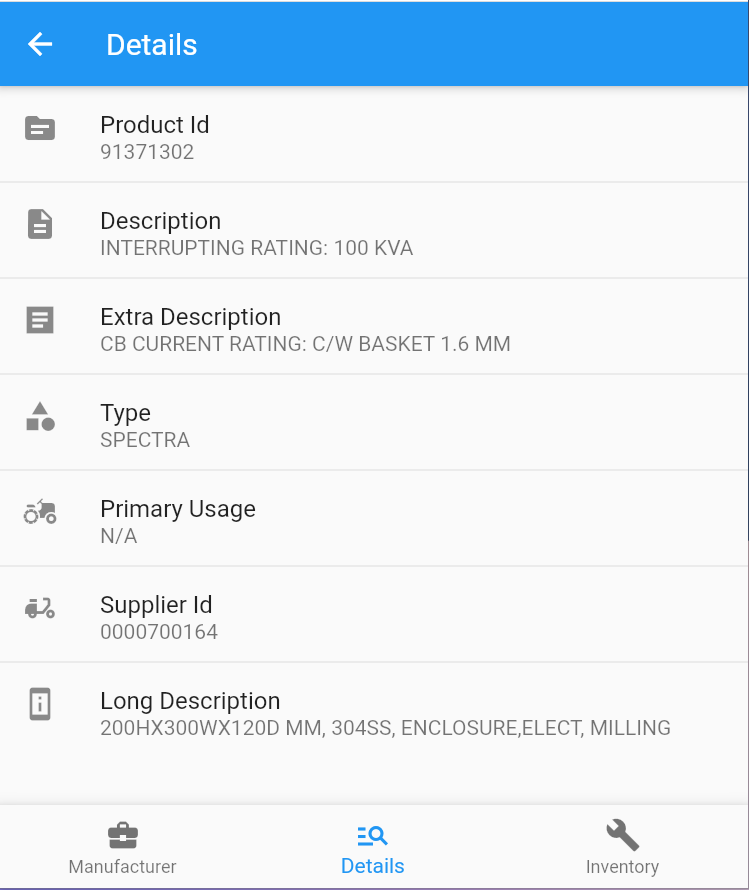 Details
Product Id
91371302
Description
INTERRUPTING RATING: 100 KVA
Extra Description
CB CURRENT RATING: C/W BASKET 1.6 MM
Type
SPECTRA
Primary Usage
N/A
Supplier Id
0000700164
Long Description
200HX300WX120D MM, 304SS, ENCLOSURE,ELECT, MILLING
Manufacturer
Details
Inventory